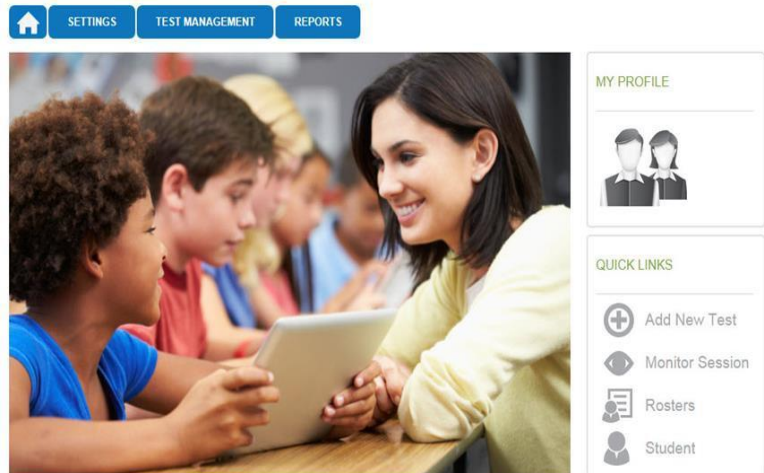 SETTINGS
TEST MANAGEMENT
REPORTS
MY PROFILE
QUICK LINKS
Add New Test
Monitor Session
Rosters
Student